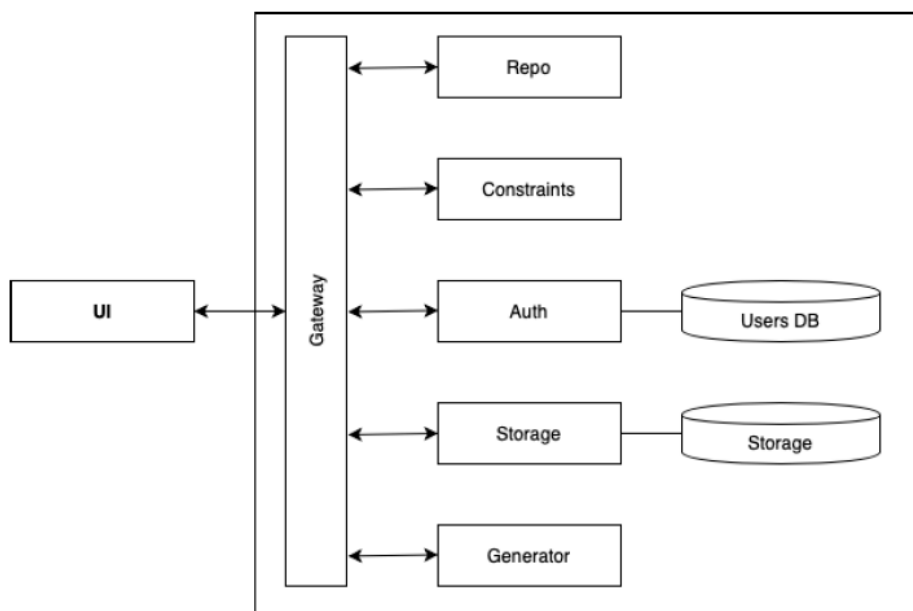 Repo
Constraints
UI
Gateway
Auth
Users DB
Storage
Storage
Generator